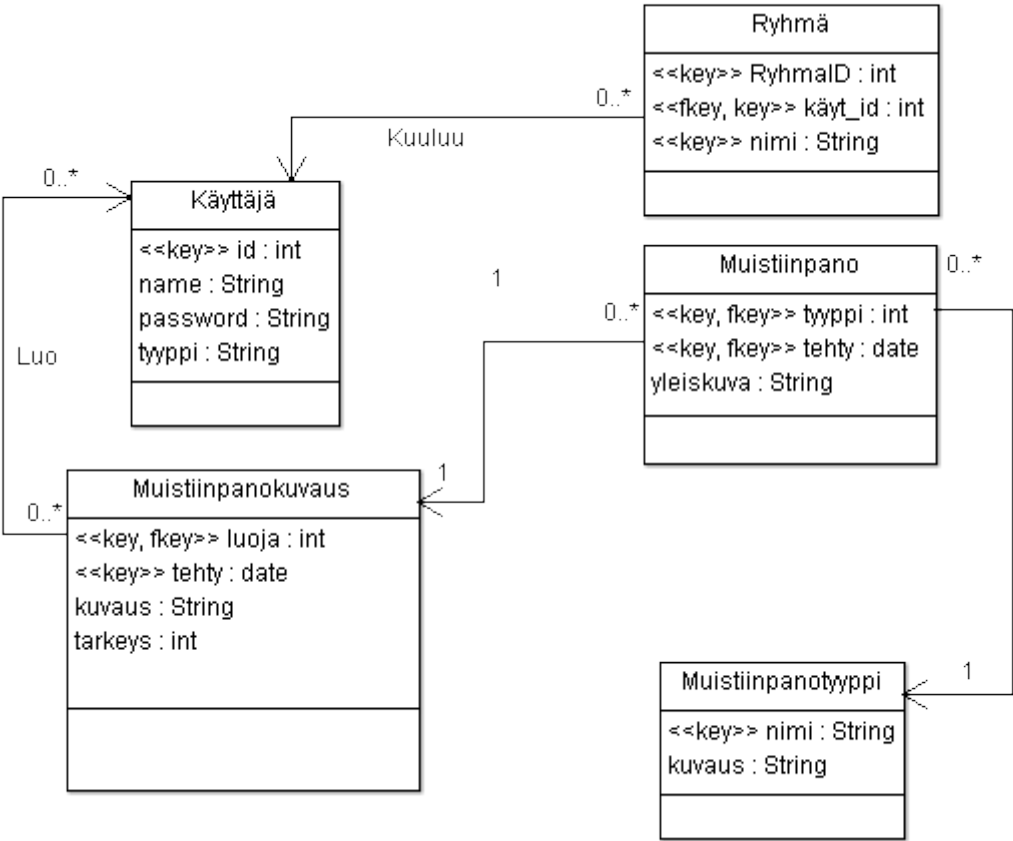 Ryhmä
<<key>> RyhmaID : int
<<fkey, key>> käyt_id : int
<<key>> nimi : String
0..*
Kuuluu
0..*
Käyttäjä
<<key>> id : int
name : String
password : String
tyyppi : String
Luo
1
Muistiinpano
0..*
0..*
<<key, fkey>> tyyppi : int
<<key, fkey>> tehty : date
yleiskuva : String
1
Muistiinpanokuvaus
0..*
<<key, fkey>> luoja : int
<<key>> tehty : date
kuvaus : String
tarkeys : int
1
Muistiinpanotyyppi
<<key>> nimi : String
kuvaus : String